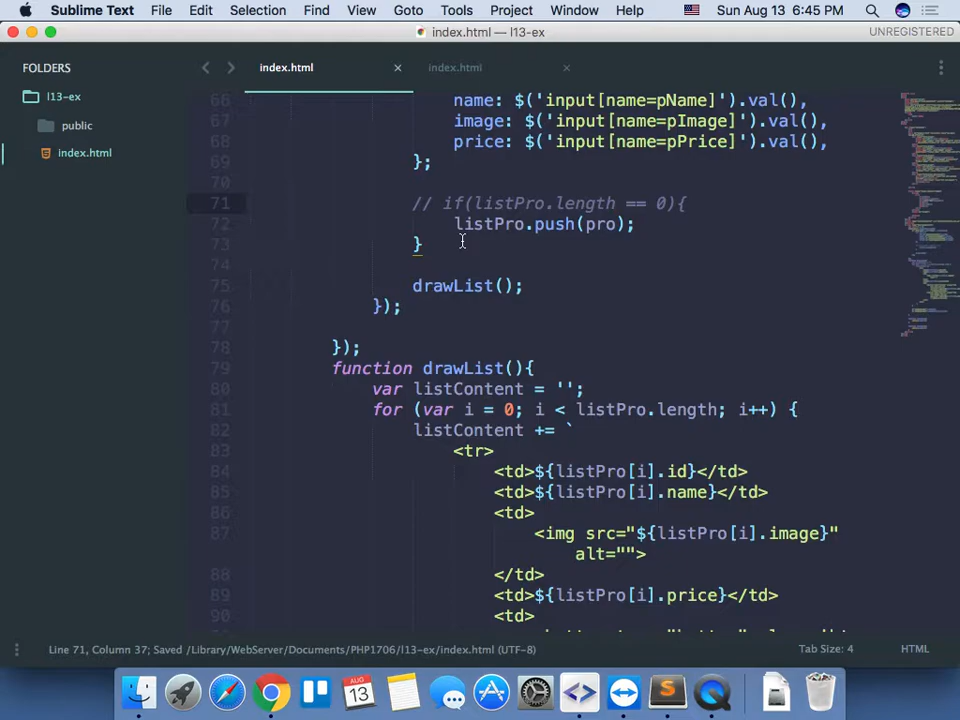 Sublime Text File Edit Selection Find View Goto Tools Project Window Help Sun Aug 13 6:45 PM
index.html — l13-ex UNREGISTERED
FOLDERS
l13-ex
public
index.html
index.html × index.html ×
66 name: $('input[name=pName]').val(),
67 image: $('input[name=pImage]').val(),
68 price: $('input[name=pPrice]').val(),
69 };
70
71 // if(listPro.length == 0){
72 listPro.push(pro);
73 }
74
75 drawList();
76 });
77
78 });
79 function drawList(){
80 var listContent = '';
81 for (var i = 0; i < listPro.length; i++) {
82 listContent += `
83 <tr>
84 <td>${listPro[i].id}</td>
85 <td>${listPro[i].name}</td>
86 <td>
87 <img src="${listPro[i].image}"
alt="">
88 </td>
89 <td>${listPro[i].price}</td>
90 <td>
Line 71, Column 37; Saved /Library/WebServer/Documents/PHP1706/l13-ex/index.html (UTF-8) Tab Size: 4 HTML
AUG
13